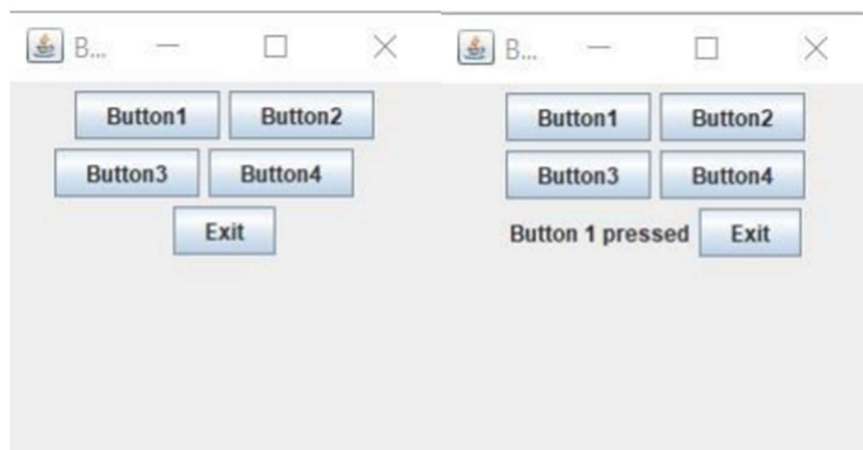 B...
Button1 Button2
Button3 Button4
Exit
B...
Button1 Button2
Button3 Button4
Button 1 pressed Exit